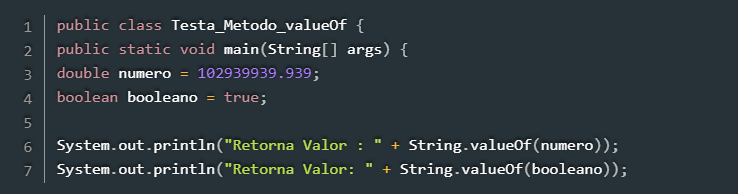 1 public class Testa_Metodo_valueOf {
2 public static void main(String[] args) {
3 double numero = 102939939.939;
4 boolean booleano = true;
5
6 System.out.println("Retorna Valor : " + String.valueOf(numero));
7 System.out.println("Retorna Valor: " + String.valueOf(booleano));